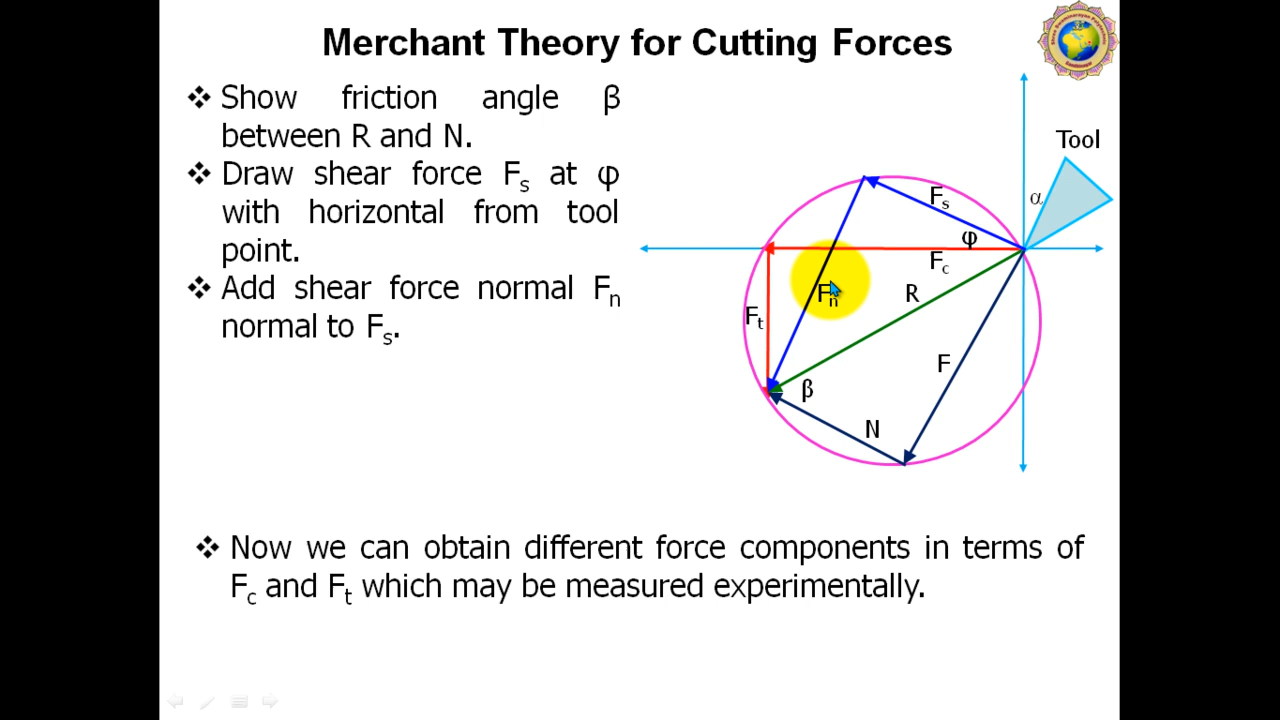 Merchant Theory for Cutting Forces
❖ Show friction angle β
between R and N.
❖ Draw shear force Fs at φ
with horizontal from tool
point.
❖ Add shear force normal Fn
normal to Fs.
Tool
α
Fs
φ
Fc
Fn
R
Ft
F
β
N
❖ Now we can obtain different force components in terms of
Fc and Ft which may be measured experimentally.